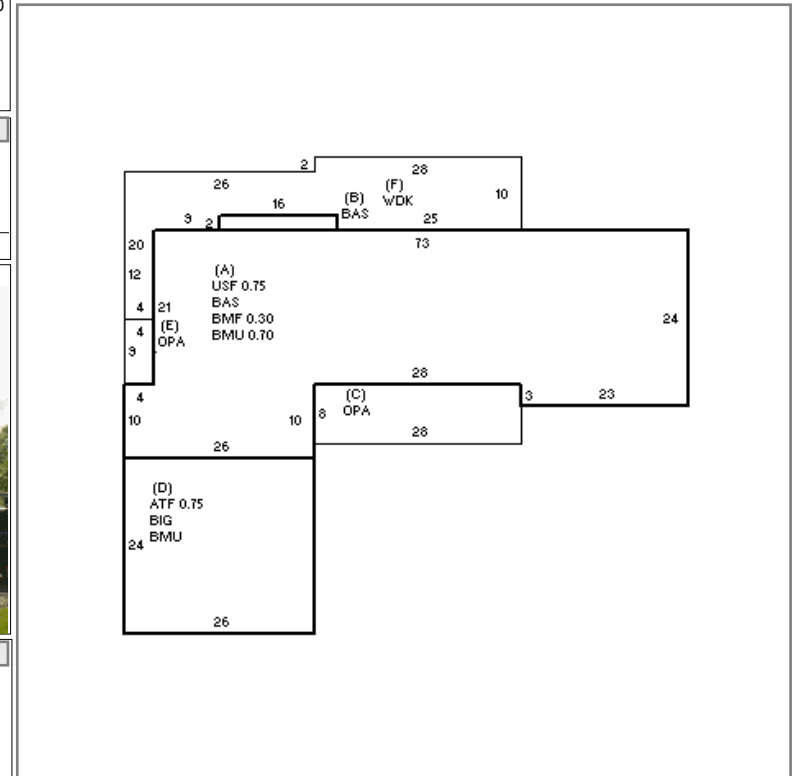 2
28
26
(F)
WDK
10
(B)
BAS
16
9
2
25
20
73
12
(A)
USF 0.75
BAS
BMF 0.30
BMU 0.70
4
21
24
4
(E)
OPA
9
28
4
(C)
OPA
3
23
10
10
8
28
26
(D)
ATF 0.75
BIG
BMU
24
26